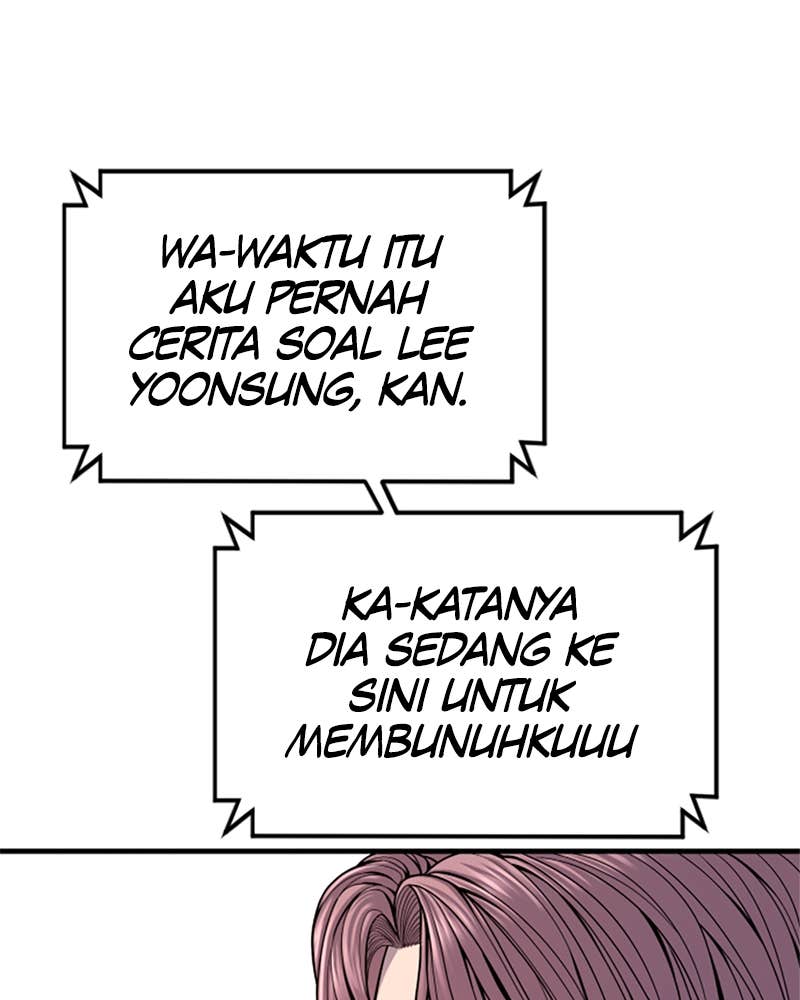 WA-WAKTU ITU
AKU PERNAH
CERITA SOAL LEE
YOONSUNG, KAN.
KA-KATANYA
DIA SEDANG KE
SINI UNTUK
MEMBUNUHKUUU